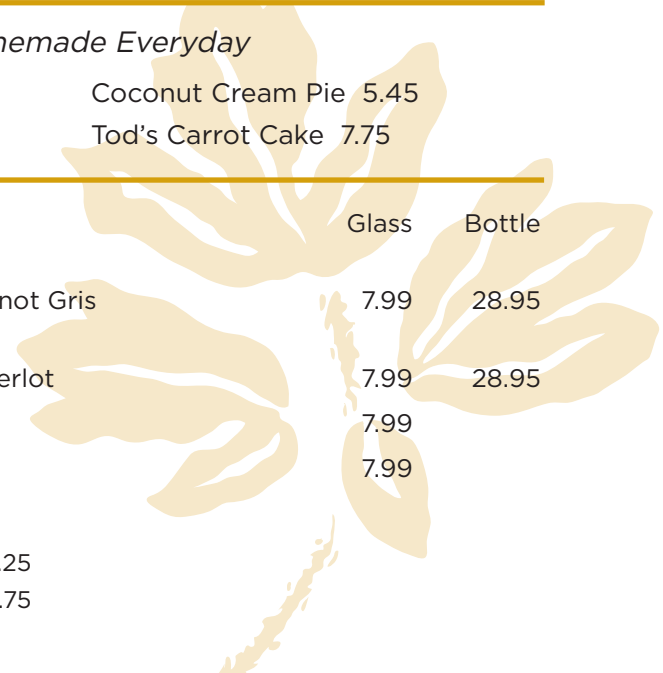 nemade Everyday
Coconut Cream Pie 5.45
Tod’s Carrot Cake 7.75
Glass Bottle
not Gris 7.99 28.95
erlot 7.99 28.95
7.99
7.99
.25
.75